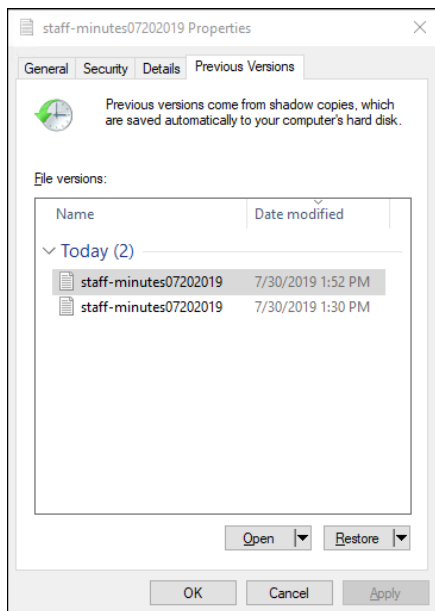 staff-minutes07202019 Properties
General Security Details Previous Versions
Previous versions come from shadow copies, which
are saved automatically to your computer's hard disk.
File versions:
Name Date modified
Today (2)
staff-minutes07202019 7/30/2019 1:52 PM
staff-minutes07202019 7/30/2019 1:30 PM
Open Restore
OK Cancel Apply